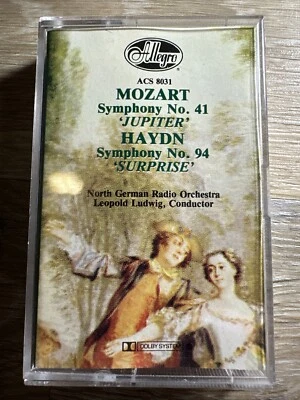 Allegro
ACS 8031
MOZART
Symphony No. 41
'JUPITER'
HAYDN
Symphony No. 94
'SURPRISE'
North German Radio Orchestra
Leopold Ludwig, Conductor
DOLBY SYSTEM